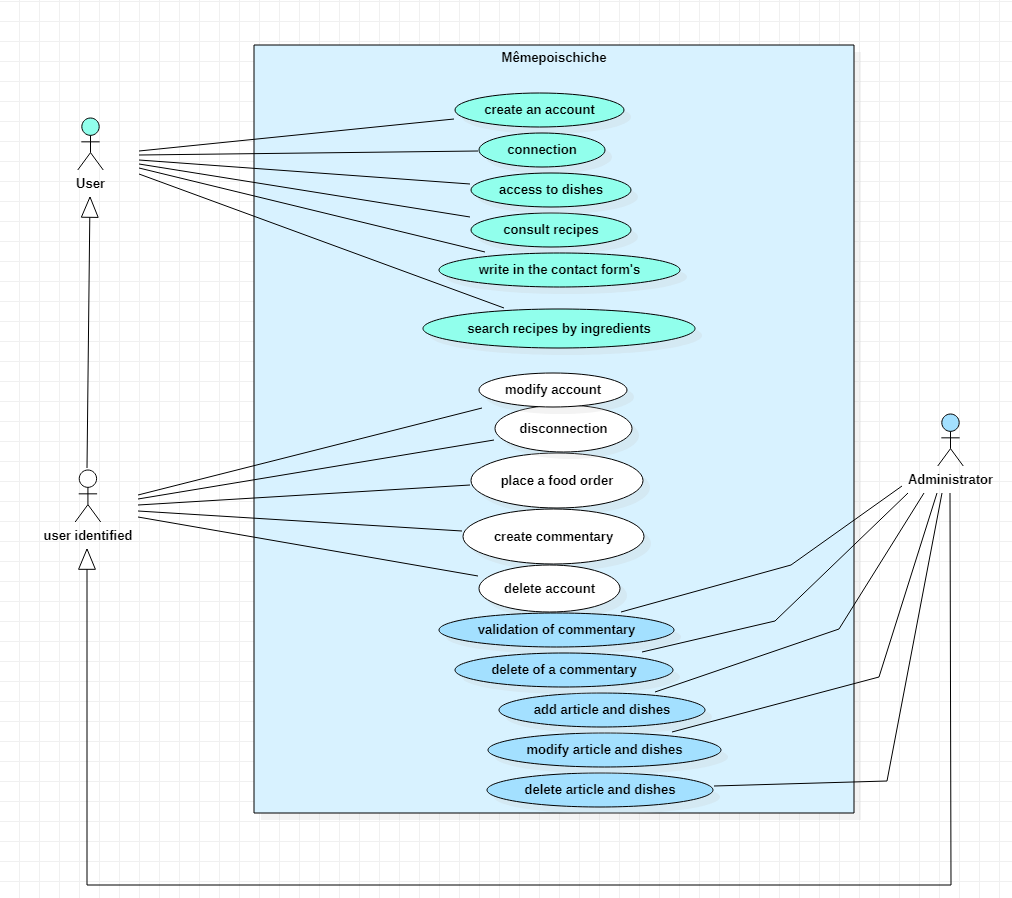 Mêmepoischiche
create an account
connection
access to dishes
User
consult recipes
write in the contact form's
search recipes by ingredients
modify account
disconnection
place a food order
Administrator
create commentary
user identified
delete account
validation of commentary
delete of a commentary
add article and dishes
modify article and dishes
delete article and dishes